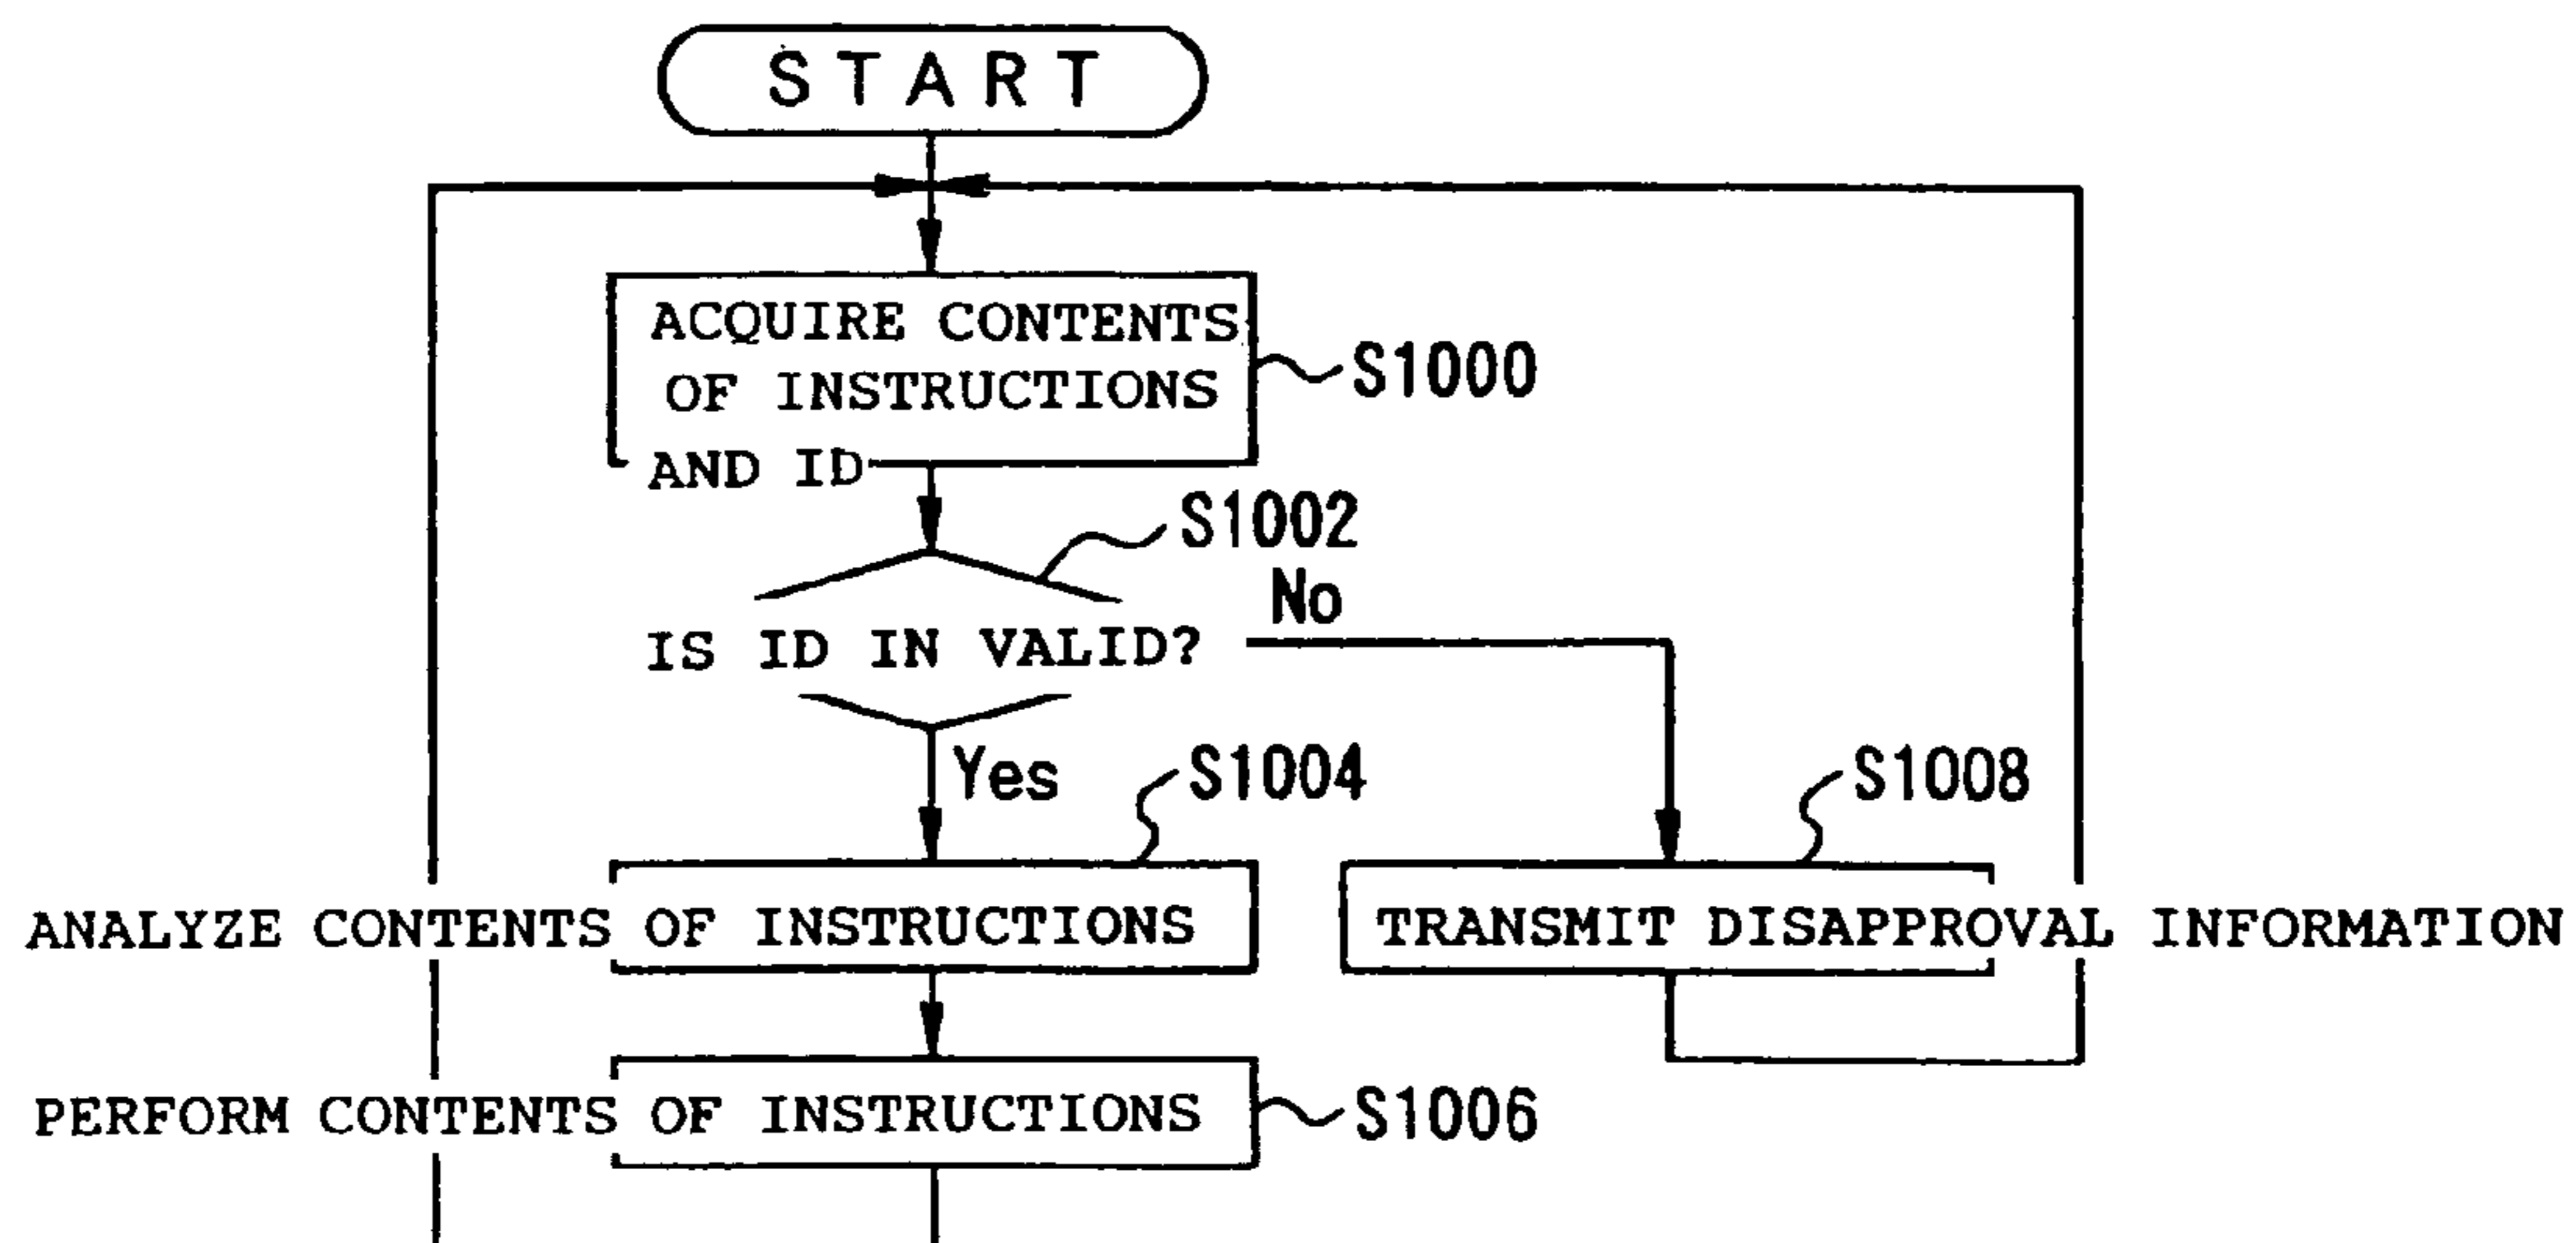 START
ACQUIRE CONTENTS
OF INSTRUCTIONS
AND ID
S1000
S1002
IS ID IN VALID?
No
Yes
S1004
S1008
ANALYZE CONTENTS OF INSTRUCTIONS
TRANSMIT DISAPPROVAL INFORMATION
PERFORM CONTENTS OF INSTRUCTIONS
S1006